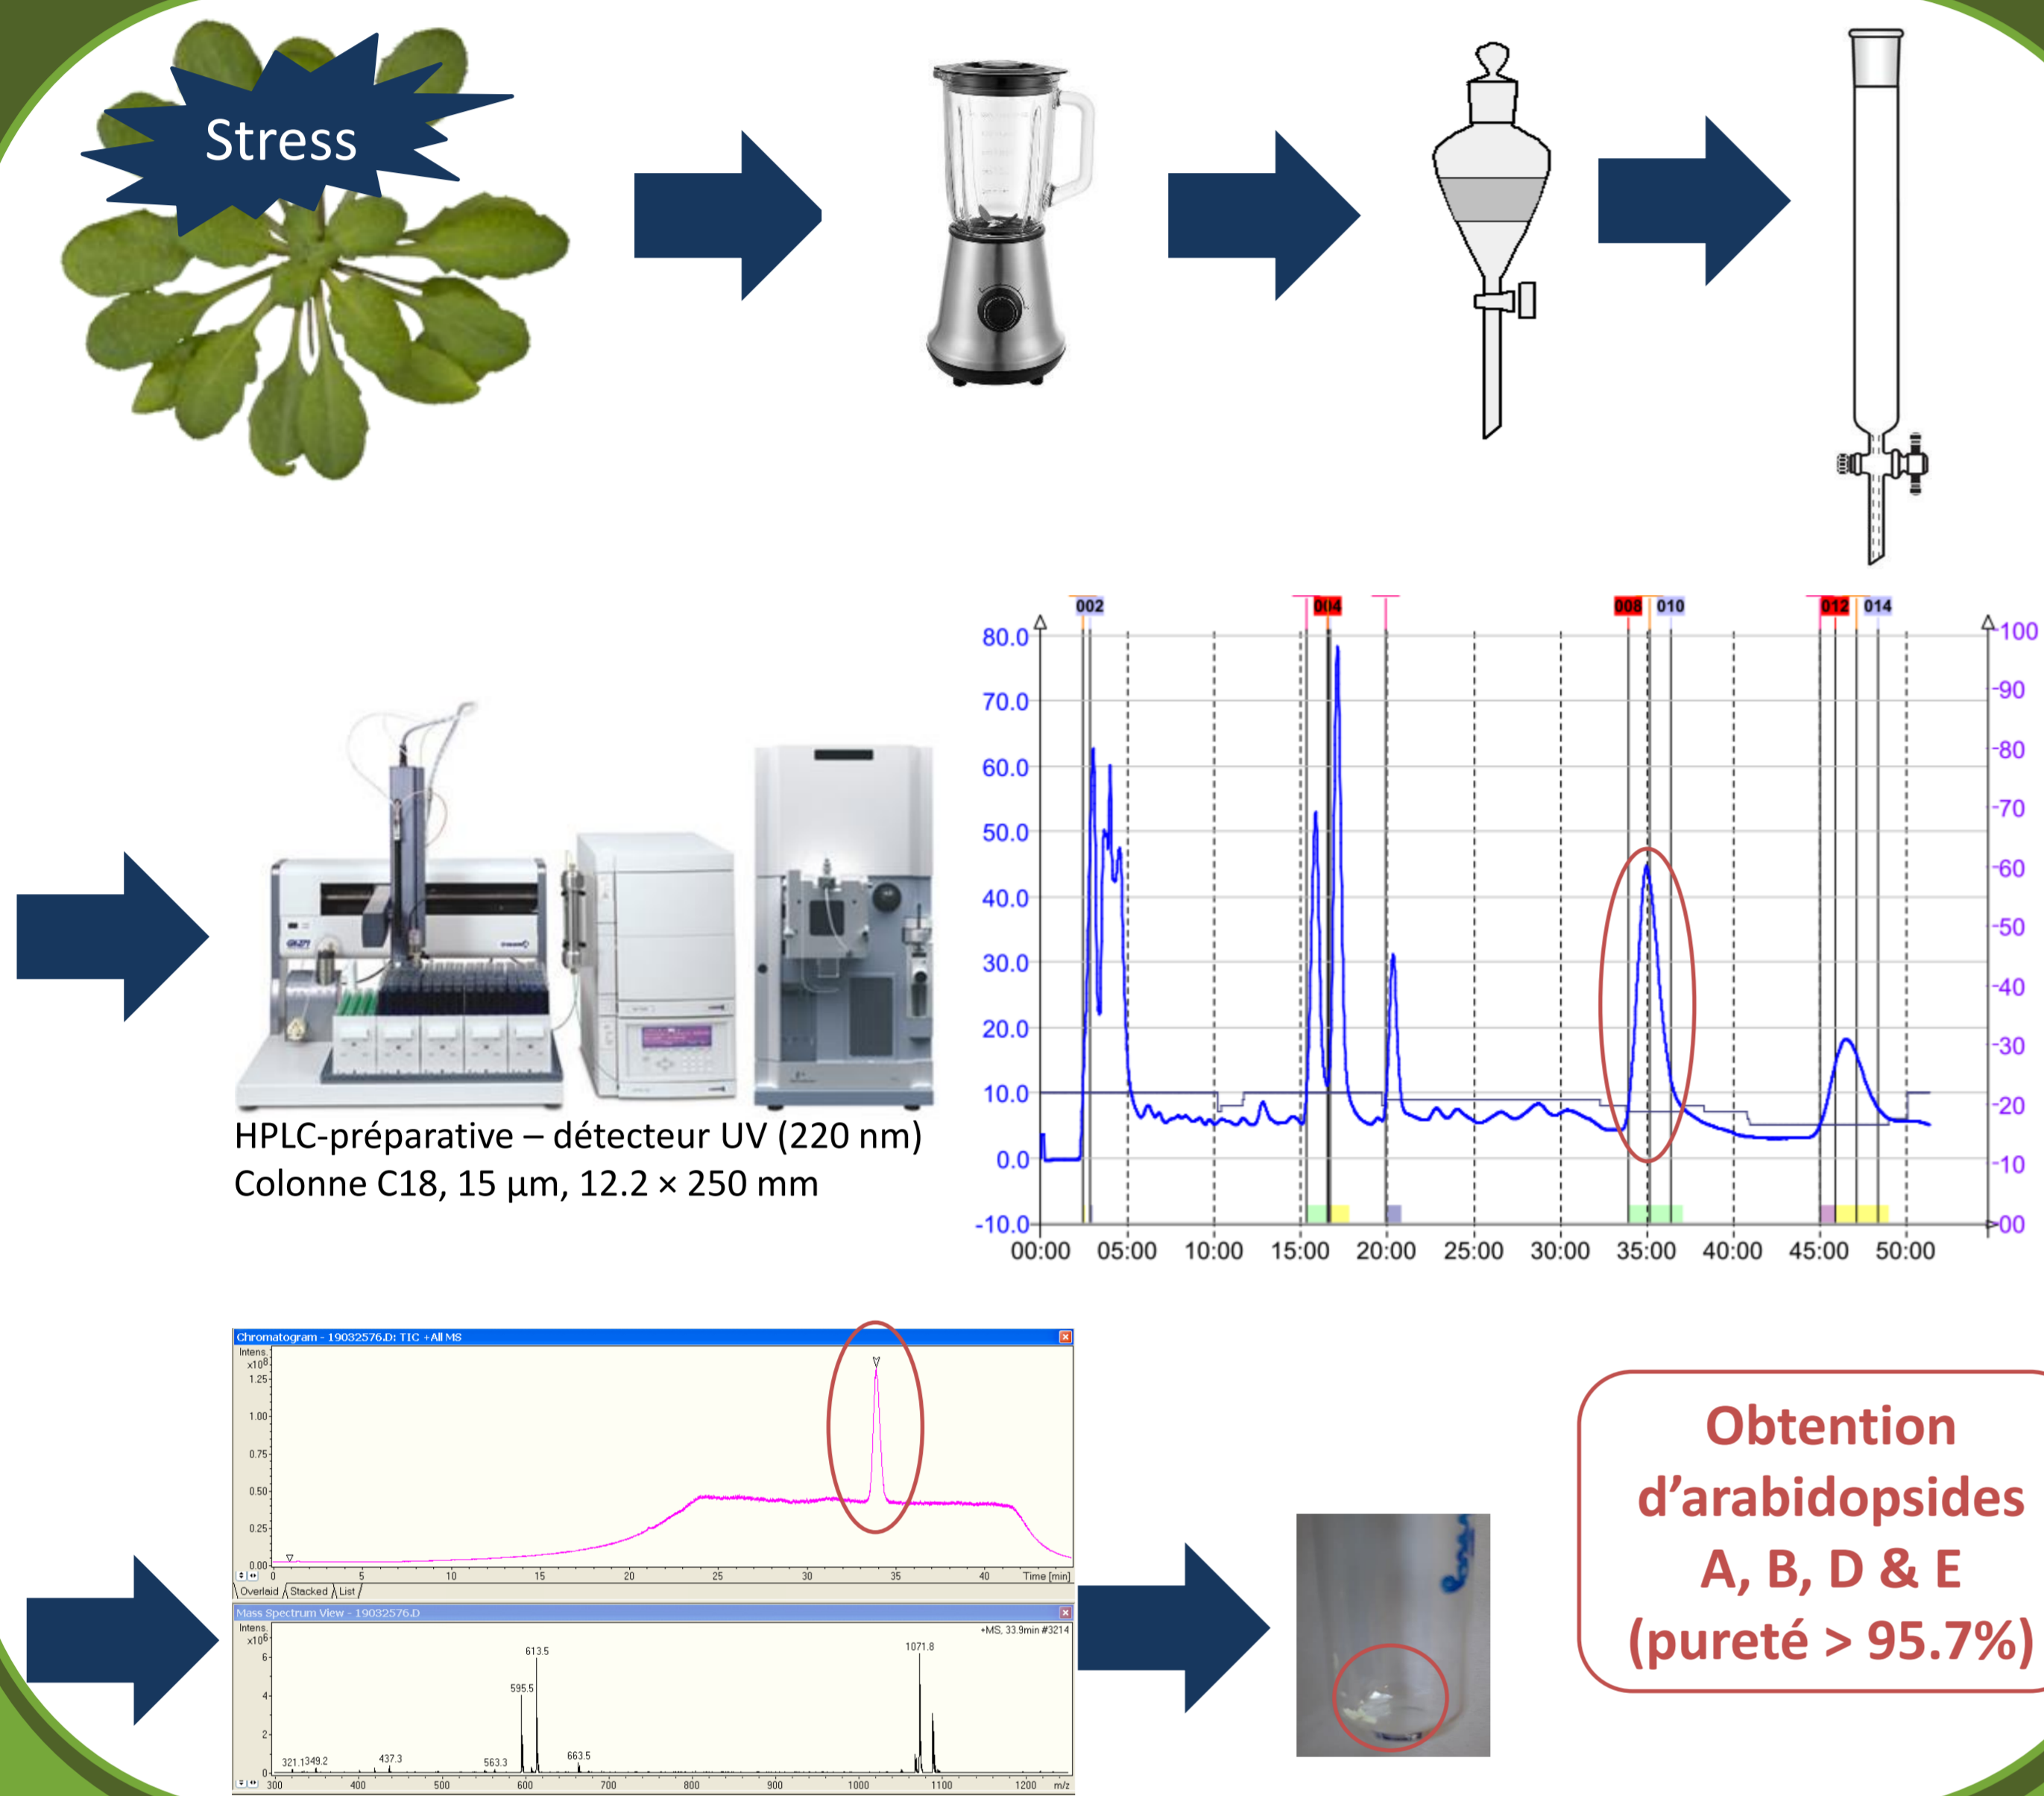 Stress
002
004
008
010
012
014
80.0
70.0
60.0
50.0
40.0
30.0
20.0
10.0
0.0
-10.0
100
90
80
70
60
50
40
30
20
10
00
00:00 05:00 10:00 15:00 20:00 25:00 30:00 35:00 40:00 45:00 50:00
HPLC-préparative – détecteur UV (220 nm)
Colonne C18, 15 µm, 12.2 × 250 mm
Chromatogram - 19032576.D: TIC +All MS
Intens.
x10⁸
1.25
1.00
0.75
0.50
0.25
0.00
0 5 10 15 20 25 30 35 40 Time [min]
Overlaid Stacked List
Mass Spectrum View - 19032576.D
Intens.
x10⁶
+MS, 33.9min #3214
6
4
2
0
321.1 349.2 437.3 563.3 595.5 613.5 663.5 1071.8
300 400 500 600 700 800 900 1000 1100 1200 m/z
Obtention
d'arabidopsides
A, B, D & E
(pureté > 95.7%)